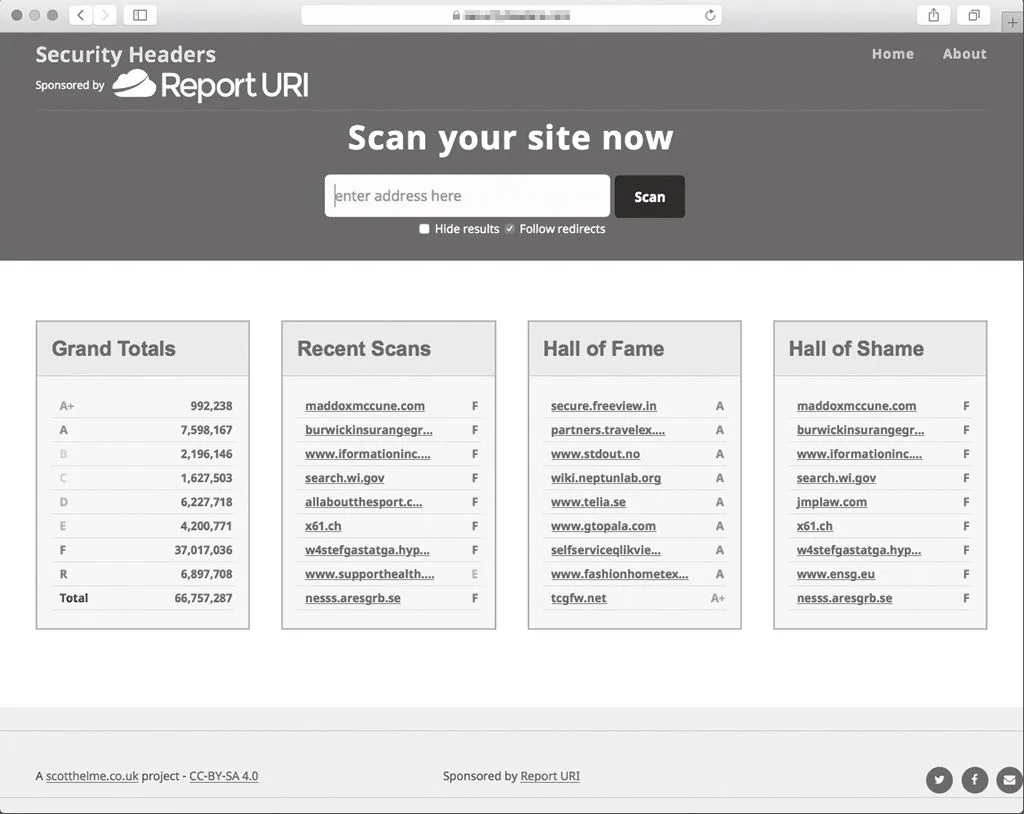 Security Headers
Home About
Sponsored by Report URI
Scan your site now
enter address here Scan
Hide results Follow redirects
Grand Totals
A+ 992,238
A 7,598,167
B 2,196,146
C 1,627,503
D 6,227,718
E 4,200,771
F 37,017,036
R 6,897,708
Total 66,757,287
Recent Scans
maddoxmccune.com F
burwickinsurangegr... F
www.iformationinc.... F
search.wi.gov F
allaboutthesport.c... F
x61.ch F
w4stefgastatga.hyp... F
www.supporthealth.... E
nesss.aresgrb.se F
Hall of Fame
secure.freeview.in A
partners.travelex.... A
www.stdout.no A
wiki.neptunlab.org A
www.telia.se A
www.gtopala.com A
selfserviceqlikvie... A
www.fashionhometex... A
tcgfw.net A+
Hall of Shame
maddoxmccune.com F
burwickinsurangegr... F
www.iformationinc.... F
search.wi.gov F
jmplaw.com F
x61.ch F
w4stefgastatga.hyp... F
www.ensg.eu F
nesss.aresgrb.se F
A scotthelme.co.uk project - CC-BY-SA 4.0
Sponsored by Report URI